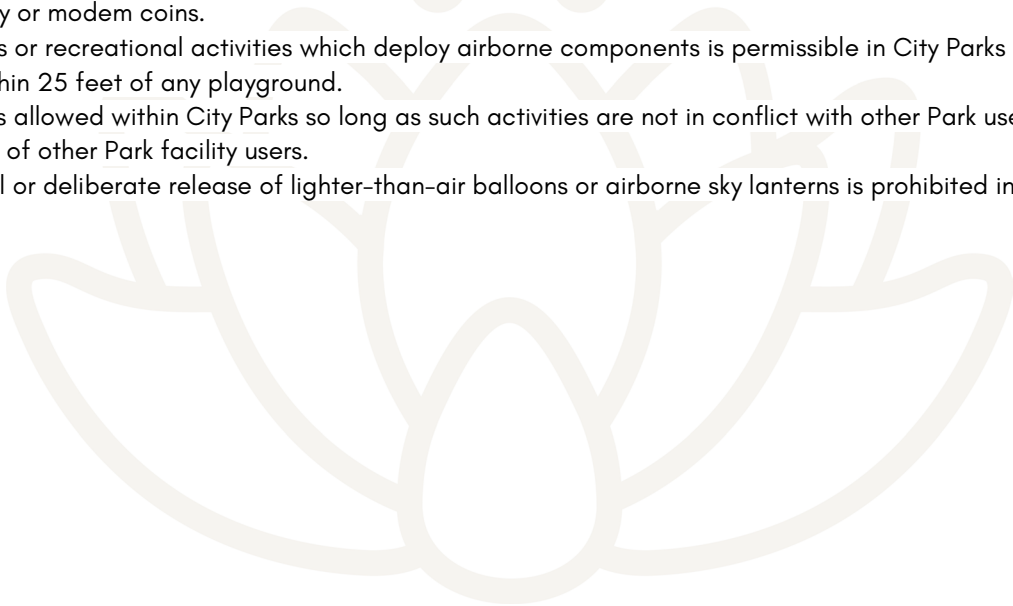 y or modem coins.
s or recreational activities which deploy airborne components is permissible in City Parks
hin 25 feet of any playground.
s allowed within City Parks so long as such activities are not in conflict with other Park use
of other Park facility users.
l or deliberate release of lighter-than-air balloons or airborne sky lanterns is prohibited in